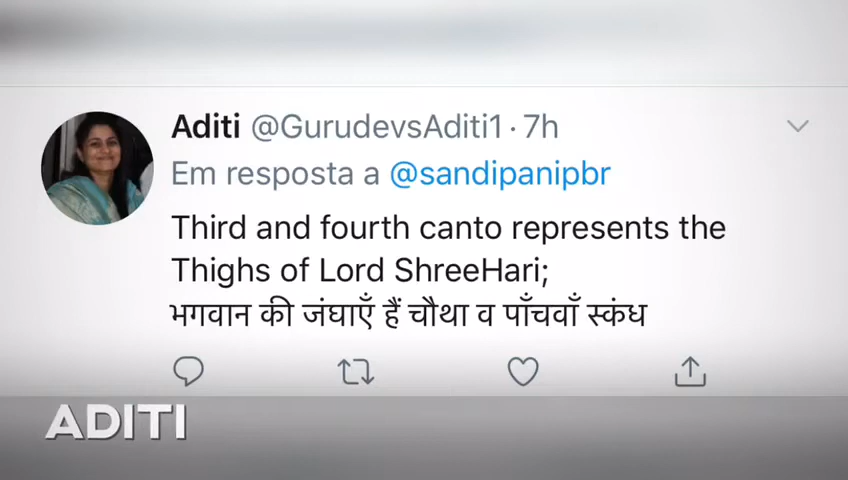 Aditi @GurudevsAditi1 · 7h
Em resposta a @sandipanipbr
Third and fourth canto represents the
Thighs of Lord ShreeHari;
भगवान की जंघाएँ हैं चौथा व पाँचवाँ स्कंध
ADITI